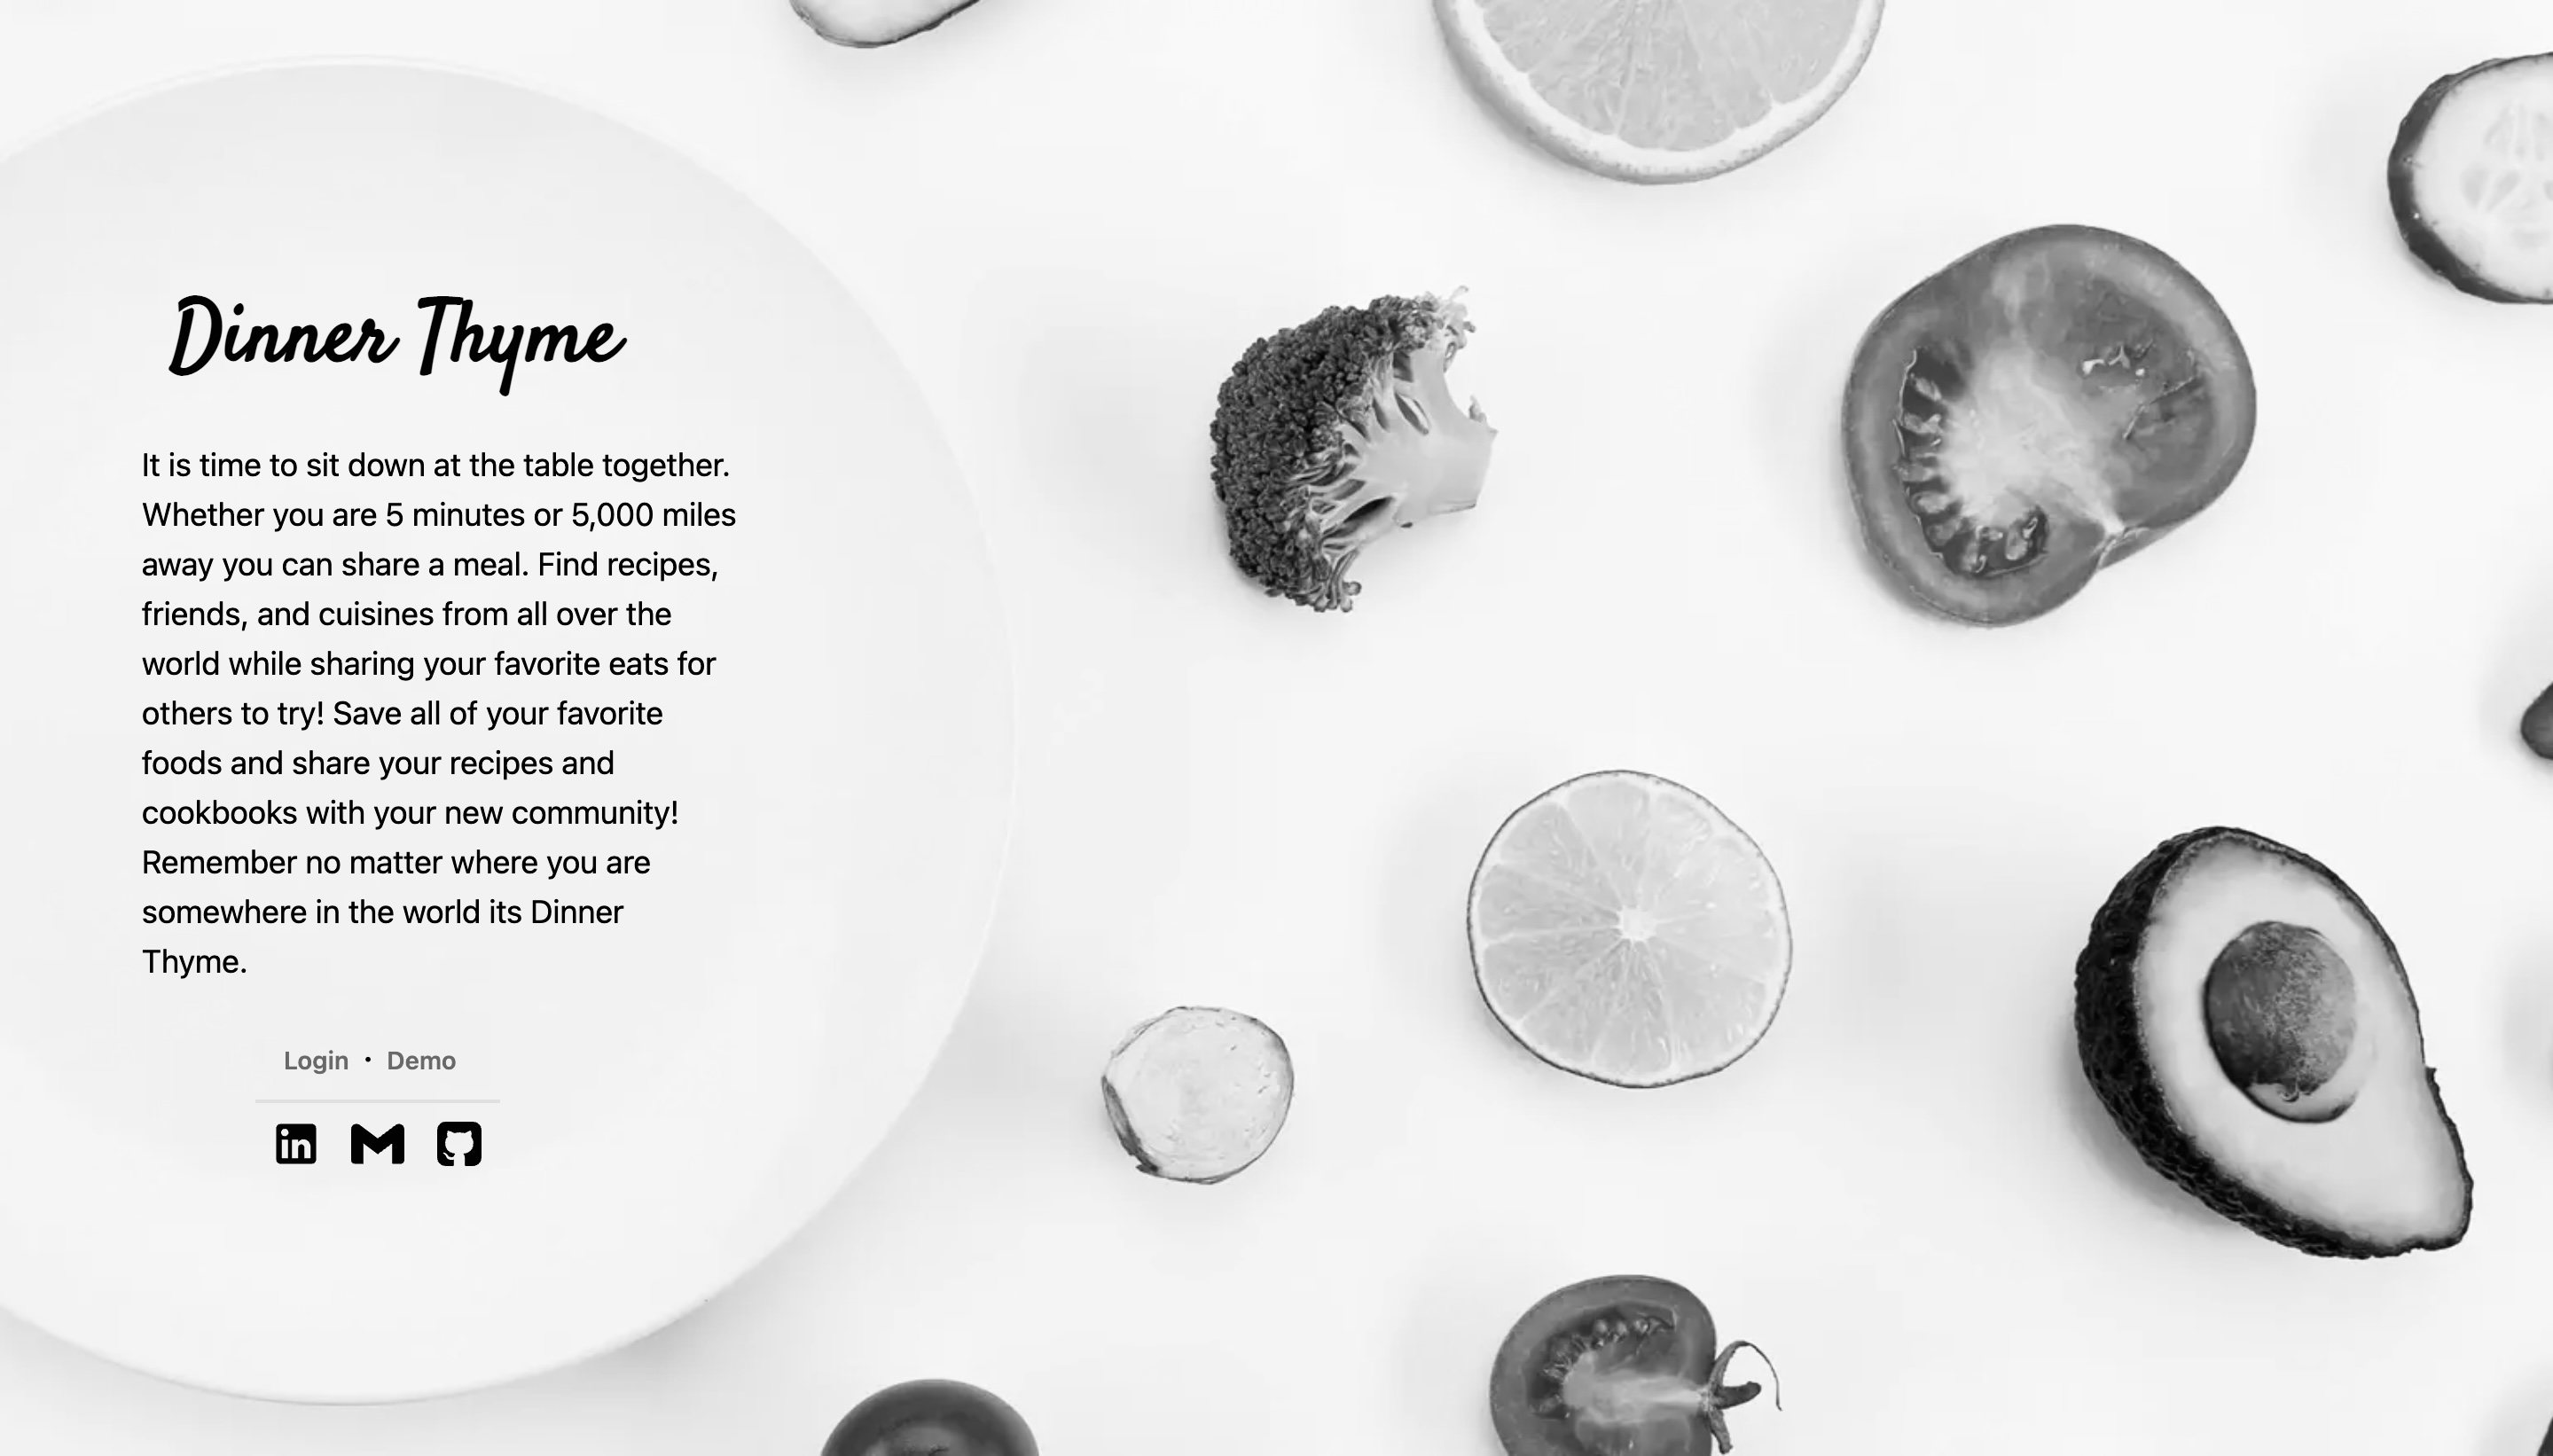 Dinner Thyme
It is time to sit down at the table together.
Whether you are 5 minutes or 5,000 miles
away you can share a meal. Find recipes,
friends, and cuisines from all over the
world while sharing your favorite eats for
others to try! Save all of your favorite
foods and share your recipes and
cookbooks with your new community!
Remember no matter where you are
somewhere in the world its Dinner
Thyme.
Login • Demo
in